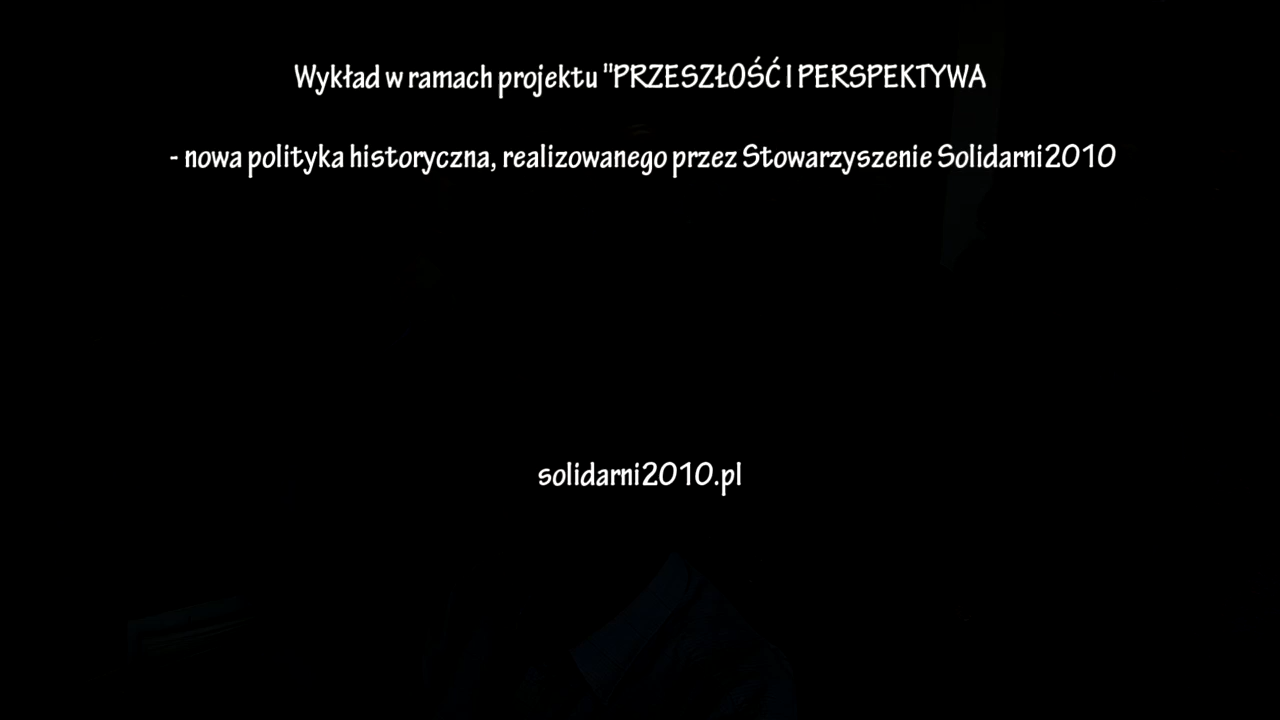 Wykład w ramach projektu "PRZESZŁOŚĆ I PERSPEKTYWA
- nowa polityka historyczna, realizowanego przez Stowarzyszenie Solidarni2010
solidarni2010.pl